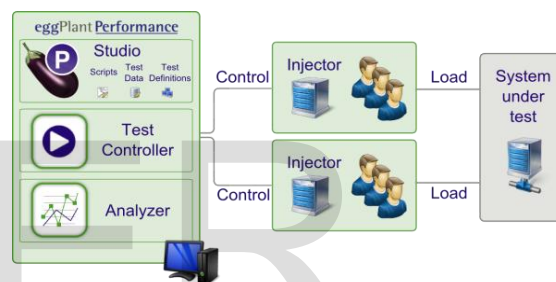 eggPlant Performance
Studio
Scripts
Test
Data
Test
Definitions
Test
Controller
Analyzer
Control
Control
Injector
Injector
Load
Load
System
under
test